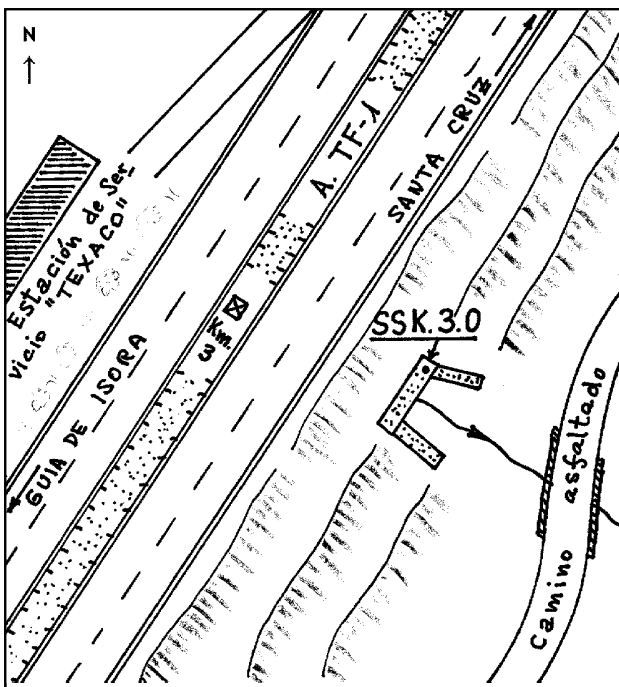 N
A. TF-1
SANTA CRUZ
Estación de Ser-
vicio "TEXACO"
Km.
3
SSK.3.0
GUIA DE ISORA
Camino asfaltado